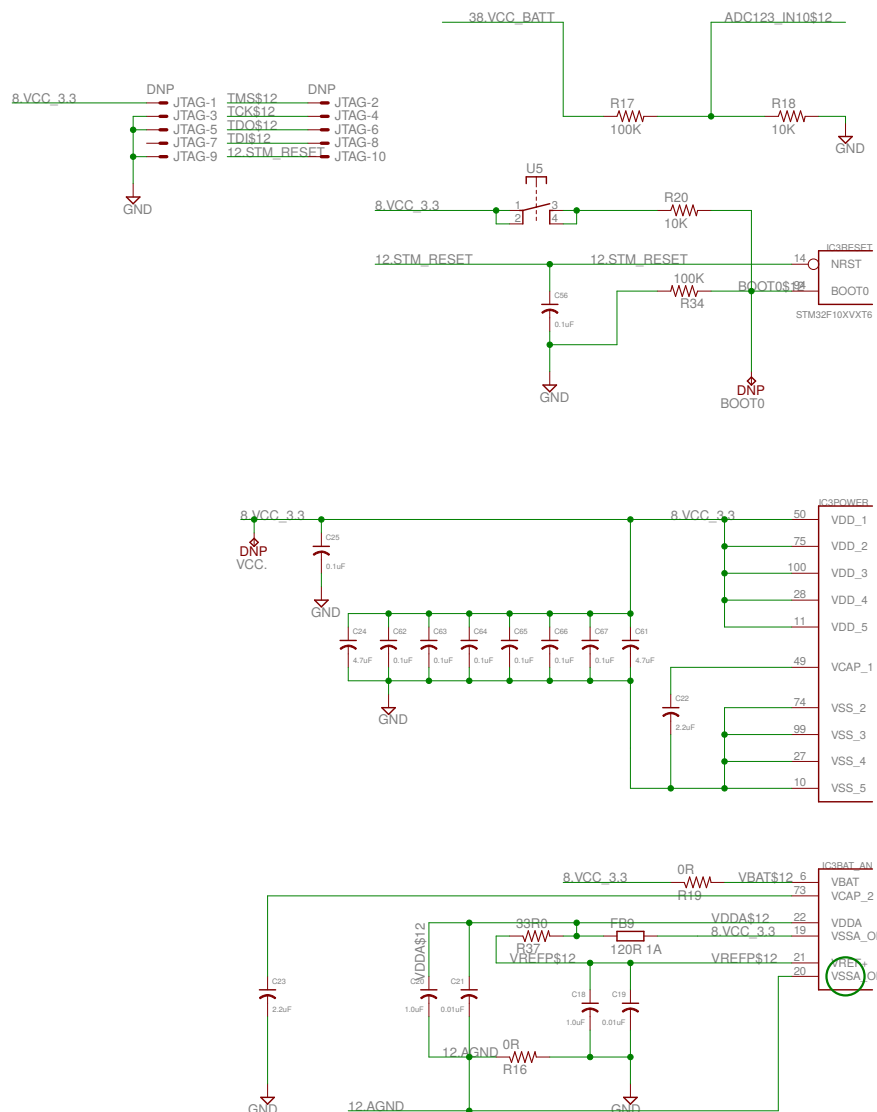 38.VCC_BATT
ADC123_IN10$12
R17
100K
R18
10K
GND
DNP
DNP
8.VCC_3.3
JTAG-1
TMS$12
JTAG-2
JTAG-3
TCK$12
JTAG-4
JTAG-5
TDO$12
JTAG-6
JTAG-7
TDI$12
JTAG-8
JTAG-9
12.STM_RESET
JTAG-10
GND
U5
8.VCC_3.3
1
3
2
4
R20
10K
IC3RESET
12.STM_RESET
12.STM_RESET
14
NRST
100K
R34
BOOT0$12
94
BOOT0
STM32F10XVXT6
C56
0.1uF
GND
DNP
BOOT0
IC3POWER
8.VCC_3.3
8.VCC_3.3
50
VDD_1
DNP
VCC.
C25
0.1uF
GND
75
VDD_2
100
VDD_3
28
VDD_4
11
VDD_5
C24
4.7uF
C62
0.1uF
C63
0.1uF
C64
0.1uF
C65
0.1uF
C66
0.1uF
C67
0.1uF
C61
4.7uF
GND
49
VCAP_1
C22
2.2uF
74
VSS_2
99
VSS_3
27
VSS_4
10
VSS_5
IC3BAT_AN
8.VCC_3.3
0R
R19
VBAT$12
6
VBAT
73
VCAP_2
VDDA$12
33R0
R37
FB9
120R 1A
VDDA$12
22
VDDA
8.VCC_3.3
19
VREFP$12
VREFP$12
21
VREF+
20
C23
2.2uF
1.0uF
C21
0.01uF
C18
1.0uF
C19
0.01uF
12.AGND
0R
R16
GND
12.AGND
GND